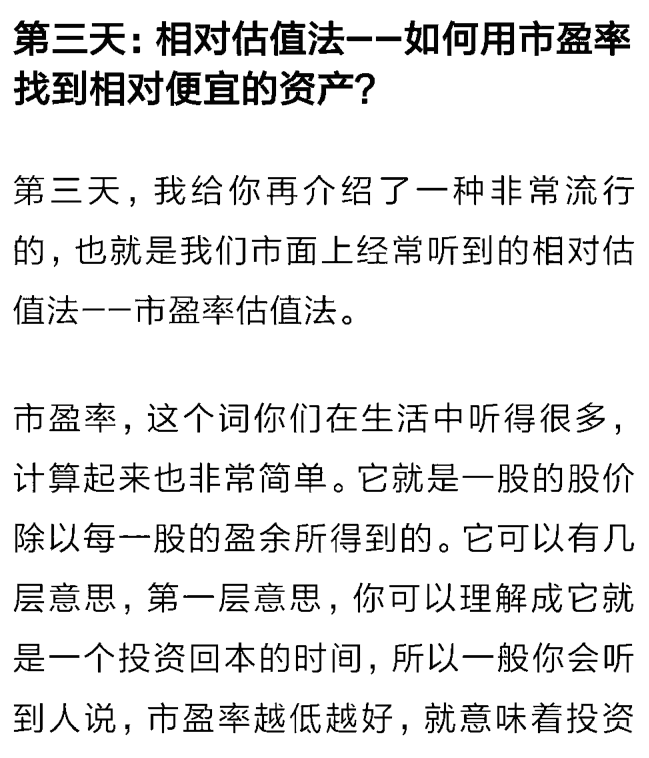 第三天：相对估值法——如何用市盈率
找到相对便宜的资产？
第三天，我给你再介绍了一种非常流行
的，也就是我们市面上经常听到的相对估
值法——市盈率估值法。
市盈率，这个词你们在生活中听得很多，
计算起来也非常简单。它就是一股的股价
除以每一股的盈余所得到的。它可以有几
层意思，第一层意思，你可以理解成它就
是一个投资回本的时间，所以一般你会听
到人说，市盈率越低越好，就意味着投资